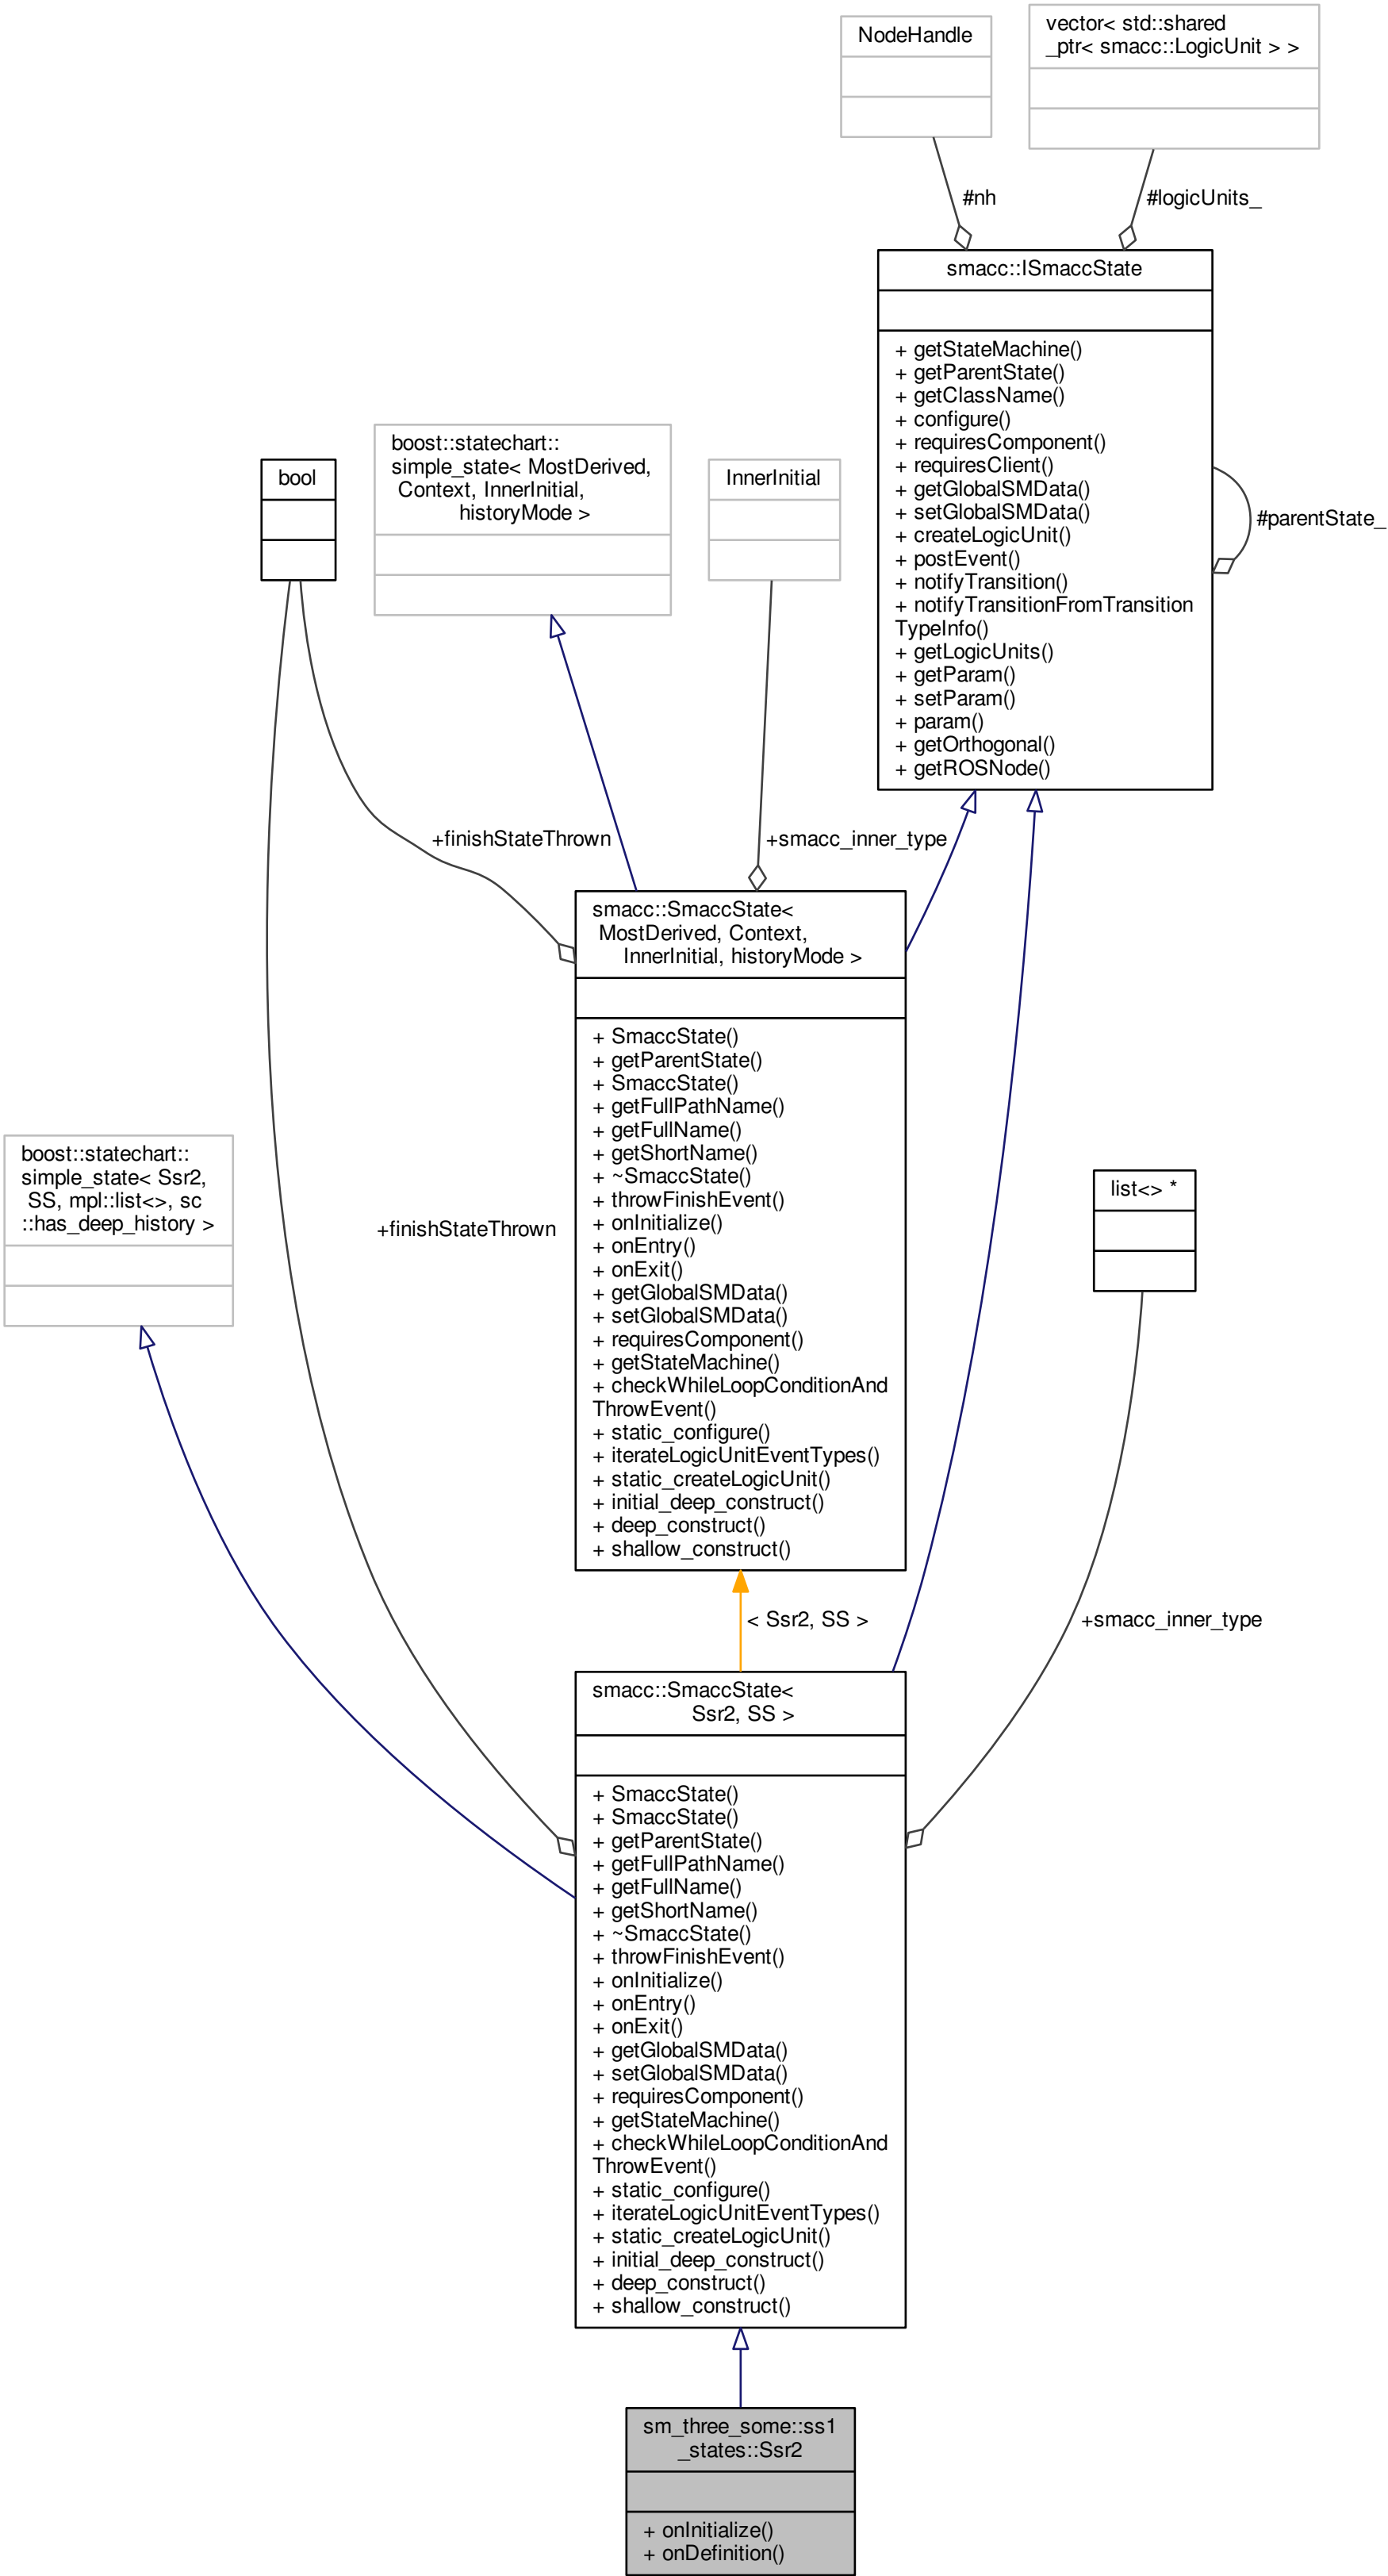 NodeHandle
vector< std::shared
_ptr< smacc::LogicUnit > >
#nh
#logicUnits_
smacc::ISmaccState
+ getStateMachine()
+ getParentState()
+ getClassName()
+ configure()
+ requiresComponent()
+ requiresClient()
+ getGlobalSMData()
+ setGlobalSMData()
+ createLogicUnit()
+ postEvent()
+ notifyTransition()
+ notifyTransitionFromTransition
TypeInfo()
+ getLogicUnits()
+ getParam()
+ setParam()
+ param()
+ getOrthogonal()
+ getROSNode()
#parentState_
bool
boost::statechart::
simple_state< MostDerived,
Context, InnerInitial,
historyMode >
InnerInitial
+finishStateThrown
+smacc_inner_type
smacc::SmaccState<
MostDerived, Context,
InnerInitial, historyMode >
+ SmaccState()
+ getParentState()
+ SmaccState()
+ getFullPathName()
+ getFullName()
+ getShortName()
+ ~SmaccState()
+ throwFinishEvent()
+ onInitialize()
+ onEntry()
+ onExit()
+ getGlobalSMData()
+ setGlobalSMData()
+ requiresComponent()
+ getStateMachine()
+ checkWhileLoopConditionAnd
ThrowEvent()
+ static_configure()
+ iterateLogicUnitEventTypes()
+ static_createLogicUnit()
+ initial_deep_construct()
+ deep_construct()
+ shallow_construct()
boost::statechart::
simple_state< Ssr2,
SS, mpl::list<>, sc
::has_deep_history >
+finishStateThrown
list<> *
< Ssr2, SS >
+smacc_inner_type
smacc::SmaccState<
Ssr2, SS >
+ SmaccState()
+ SmaccState()
+ getParentState()
+ getFullPathName()
+ getFullName()
+ getShortName()
+ ~SmaccState()
+ throwFinishEvent()
+ onInitialize()
+ onEntry()
+ onExit()
+ getGlobalSMData()
+ setGlobalSMData()
+ requiresComponent()
+ getStateMachine()
+ checkWhileLoopConditionAnd
ThrowEvent()
+ static_configure()
+ iterateLogicUnitEventTypes()
+ static_createLogicUnit()
+ initial_deep_construct()
+ deep_construct()
+ shallow_construct()
sm_three_some::ss1
_states::Ssr2
+ onInitialize()
+ onDefinition()